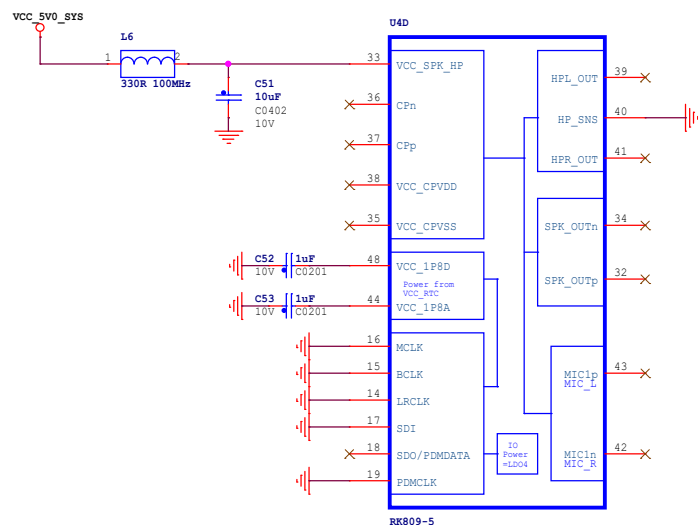 VCC_5V0_SYS
U4D
L6
1
2
330R 100MHz
C51
10uF
C0402
10V
33
VCC_SPK_HP
36
CPn
37
CPp
38
VCC_CPVDD
35
VCC_CPVSS
HPL_OUT
39
HP_SNS
40
HPR_OUT
41
SPK_OUTn
34
SPK_OUTp
32
C52
1uF
10V
C0201
48
VCC_1P8D
Power from
VCC_RTC
C53
1uF
10V
C0201
44
VCC_1P8A
16
MCLK
15
BCLK
14
LRCLK
17
SDI
18
SDO/PDMDATA
19
PDMCLK
IO
Power
=LDO4
MIC1p
MIC_L
43
MIC1n
MIC_R
42
RK809-5